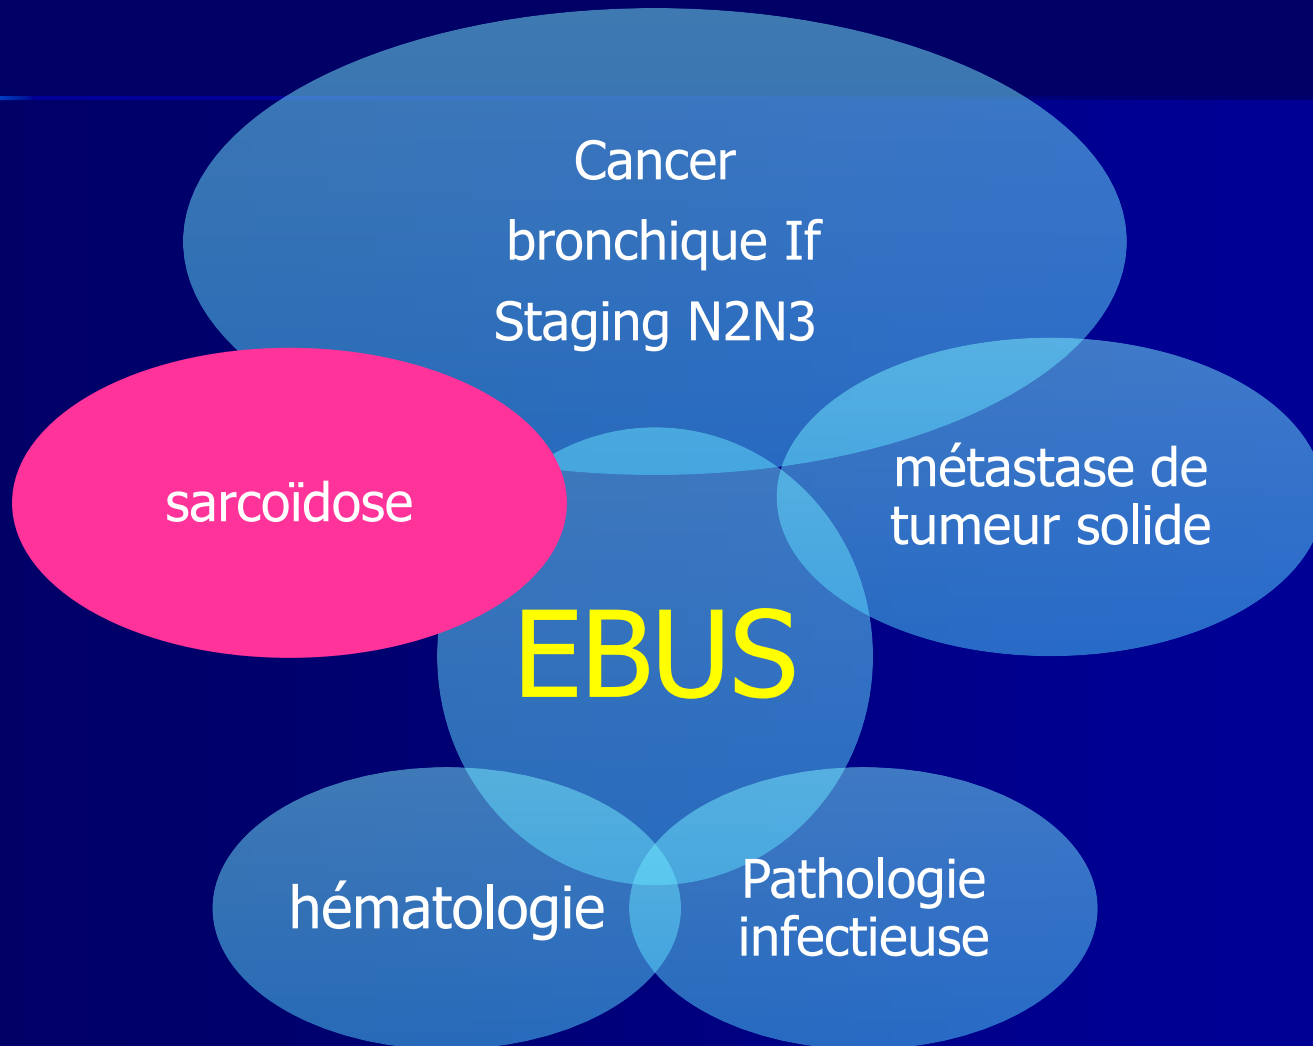 Cancer
bronchique If
Staging N2N3
sarcoïdose
métastase de
tumeur solide
EBUS
hématologie
Pathologie
infectieuse